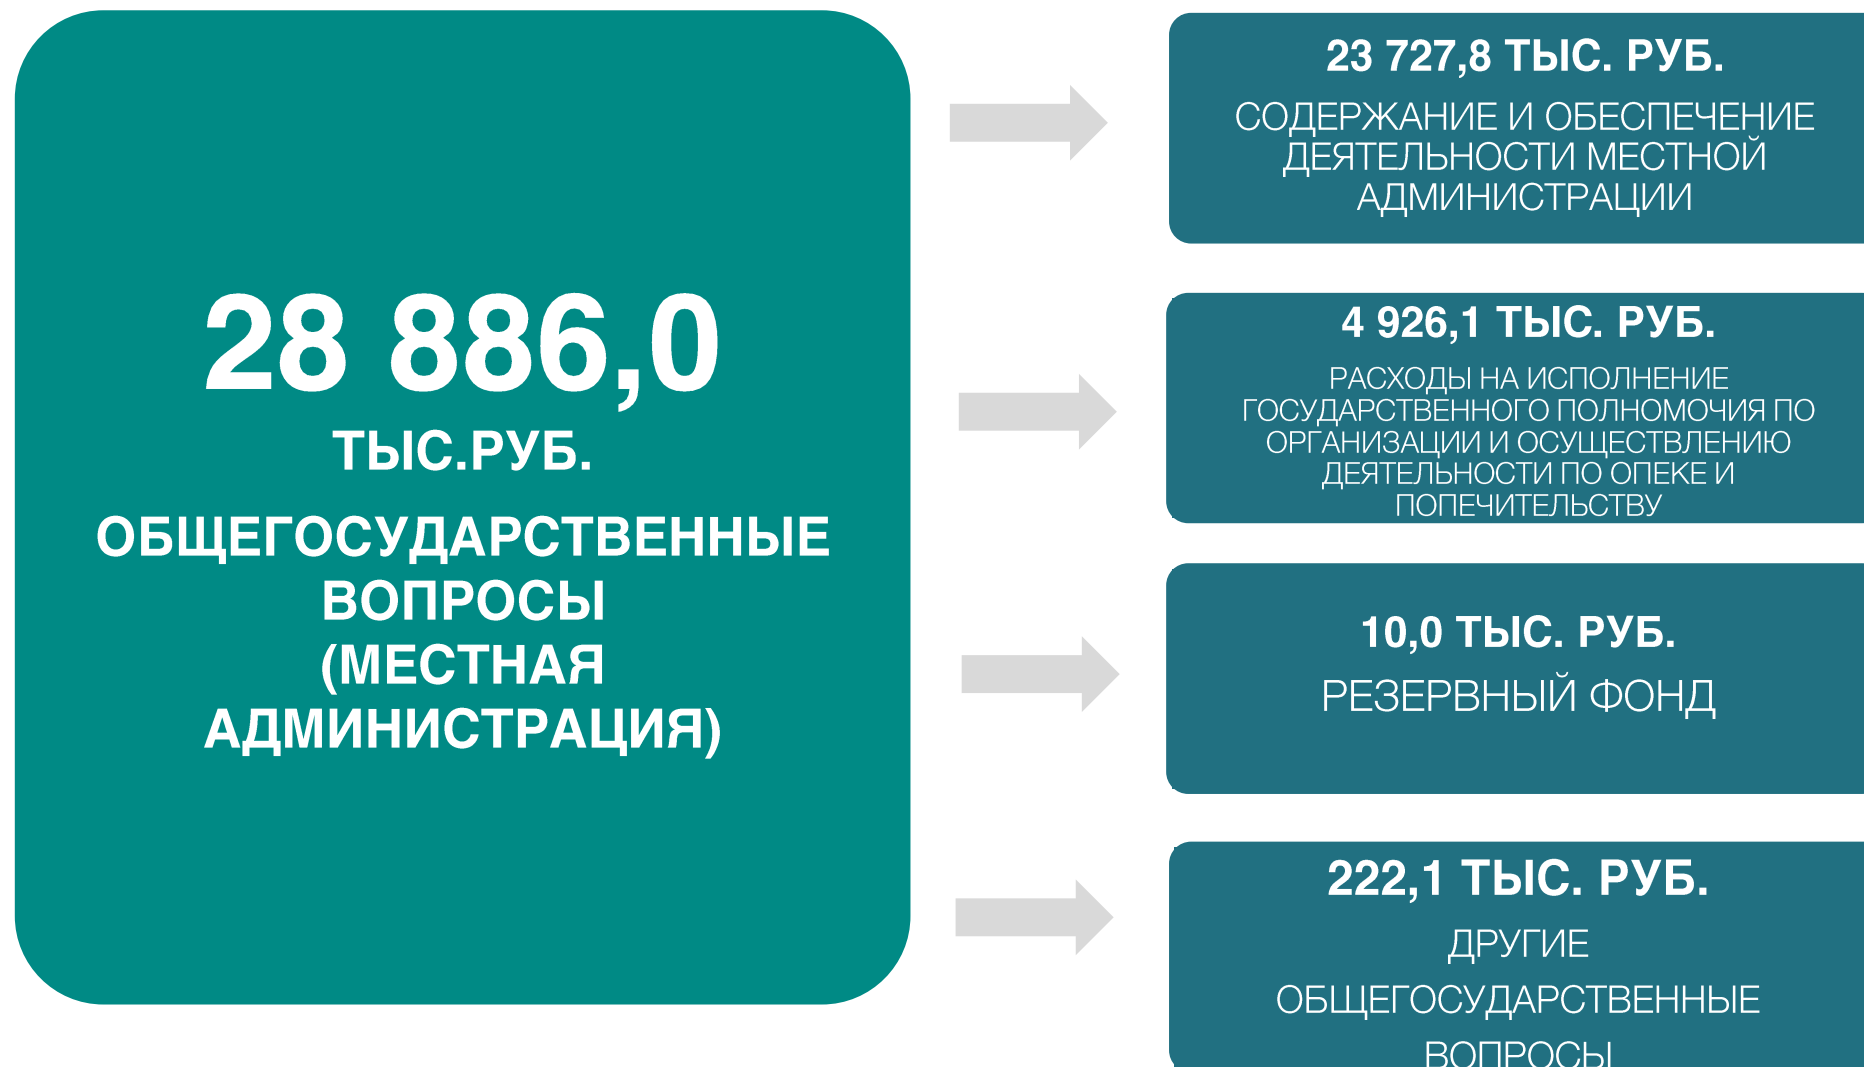 28 886,0
ТЫС.РУБ.
ОБЩЕГОСУДАРСТВЕННЫЕ
ВОПРОСЫ
(МЕСТНАЯ
АДМИНИСТРАЦИЯ)
23 727,8 ТЫС. РУБ.
СОДЕРЖАНИЕ И ОБЕСПЕЧЕНИЕ
ДЕЯТЕЛЬНОСТИ МЕСТНОЙ
АДМИНИСТРАЦИИ
4 926,1 ТЫС. РУБ.
РАСХОДЫ НА ИСПОЛНЕНИЕ
ГОСУДАРСТВЕННОГО ПОЛНОМОЧИЯ ПО
ОРГАНИЗАЦИИ И ОСУЩЕСТВЛЕНИЮ
ДЕЯТЕЛЬНОСТИ ПО ОПЕКЕ И
ПОПЕЧИТЕЛЬСТВУ
10,0 ТЫС. РУБ.
РЕЗЕРВНЫЙ ФОНД
222,1 ТЫС. РУБ.
ДРУГИЕ
ОБЩЕГОСУДАРСТВЕННЫЕ
ВОПРОСЫ